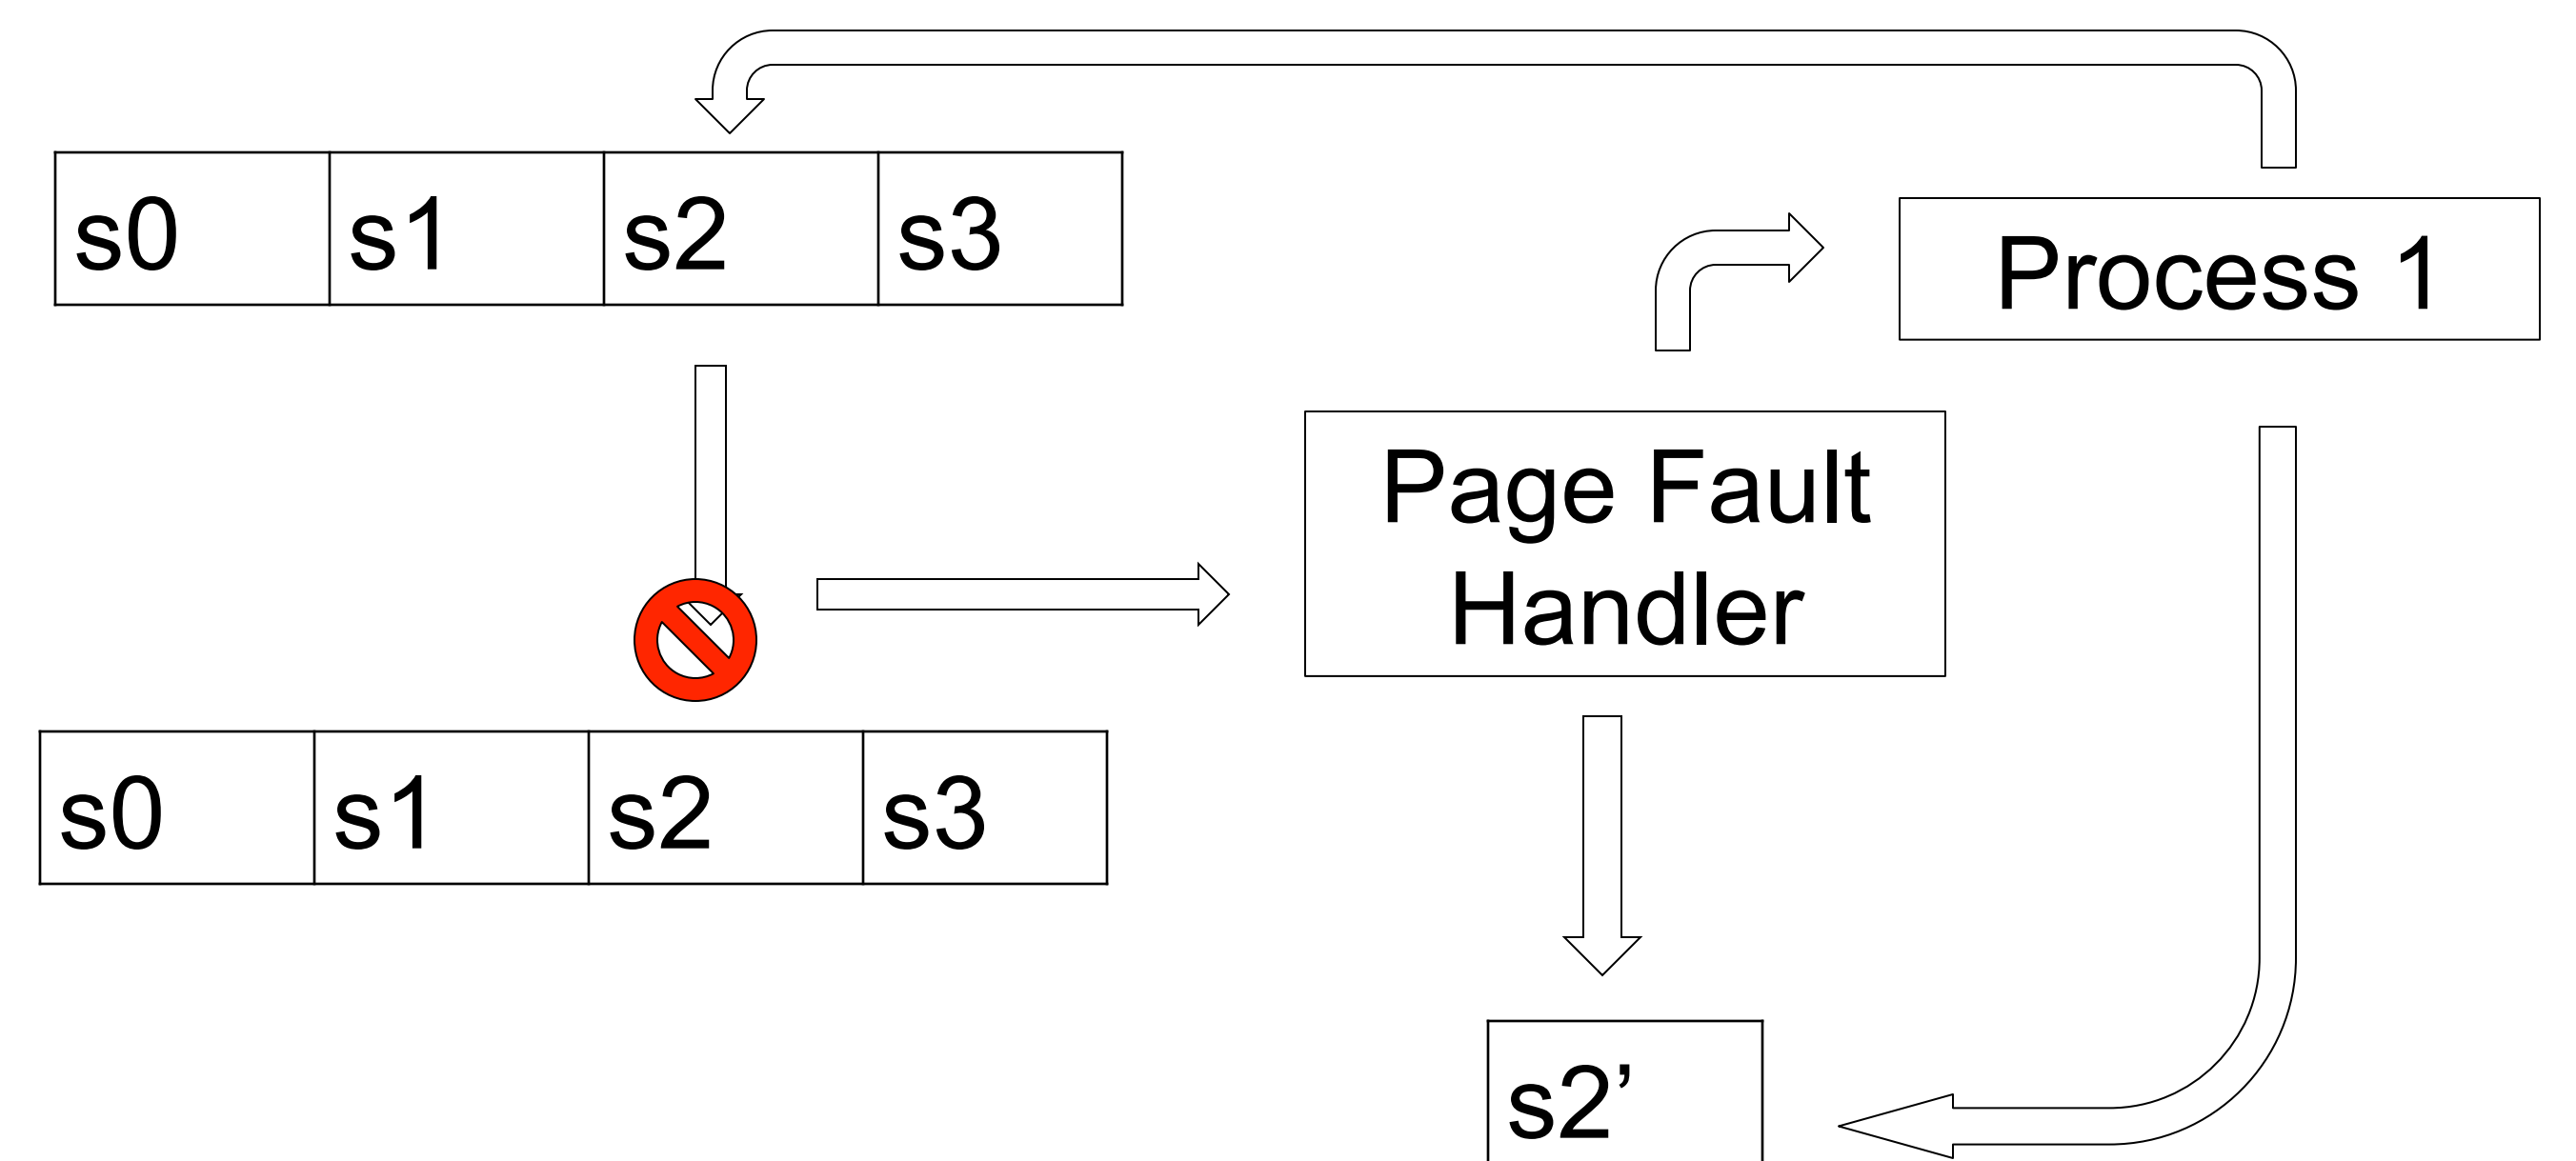 s0 s1 s2 s3
Process 1
Page Fault
Handler
s0 s1 s2 s3
s2’